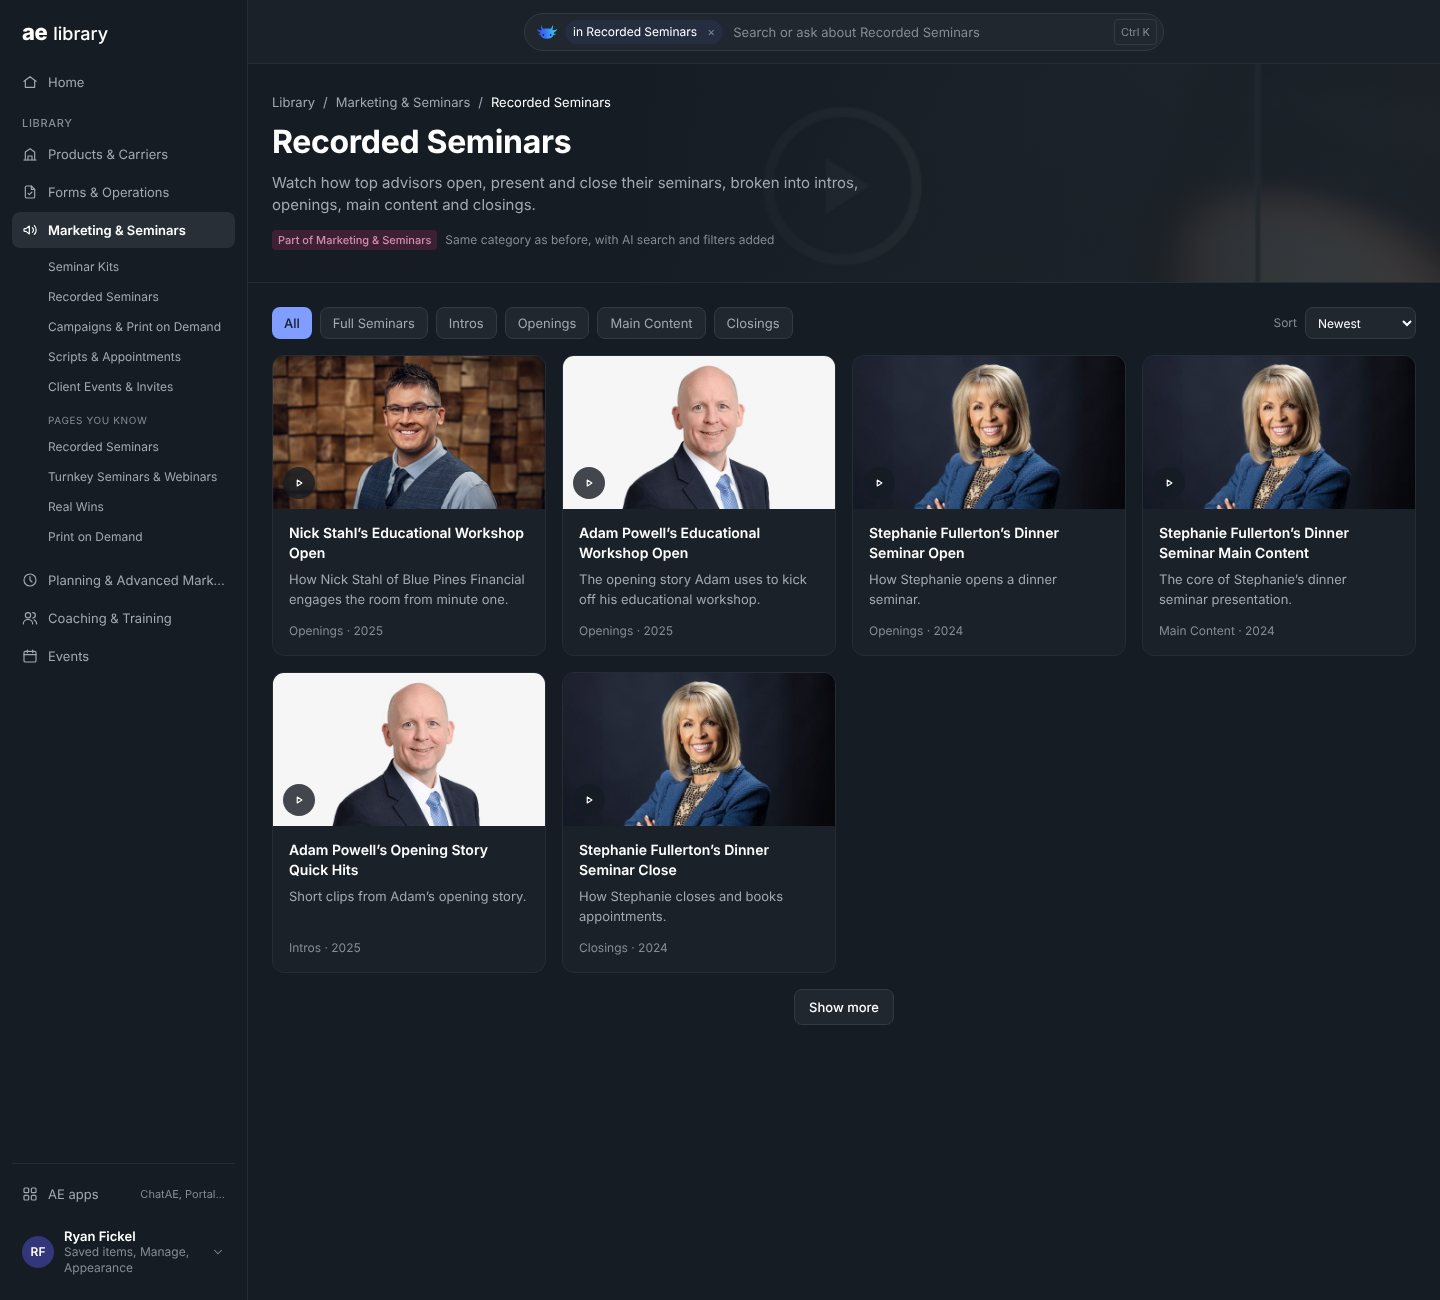 ae library
Home
LIBRARY
Products & Carriers
Forms & Operations
Marketing & Seminars
Seminar Kits
Recorded Seminars
Campaigns & Print on Demand
Scripts & Appointments
Client Events & Invites
PAGES YOU KNOW
Recorded Seminars
Turnkey Seminars & Webinars
Real Wins
Print on Demand
Planning & Advanced Mark...
Coaching & Training
Events
AE apps ChatAE, Portal...
RF
Ryan Fickel
Saved items, Manage,
Appearance
in Recorded Seminars × Search or ask about Recorded Seminars Ctrl K
Library / Marketing & Seminars / Recorded Seminars
Recorded Seminars
Watch how top advisors open, present and close their seminars, broken into intros,
openings, main content and closings.
Part of Marketing & Seminars Same category as before, with AI search and filters added
All Full Seminars Intros Openings Main Content Closings Sort Newest
Nick Stahl’s Educational Workshop
Open
How Nick Stahl of Blue Pines Financial
engages the room from minute one.
Openings · 2025
Adam Powell’s Educational
Workshop Open
The opening story Adam uses to kick
off his educational workshop.
Openings · 2025
Stephanie Fullerton’s Dinner
Seminar Open
How Stephanie opens a dinner
seminar.
Openings · 2024
Stephanie Fullerton’s Dinner
Seminar Main Content
The core of Stephanie’s dinner
seminar presentation.
Main Content · 2024
Adam Powell’s Opening Story
Quick Hits
Short clips from Adam’s opening story.
Intros · 2025
Stephanie Fullerton’s Dinner
Seminar Close
How Stephanie closes and books
appointments.
Closings · 2024
Show more